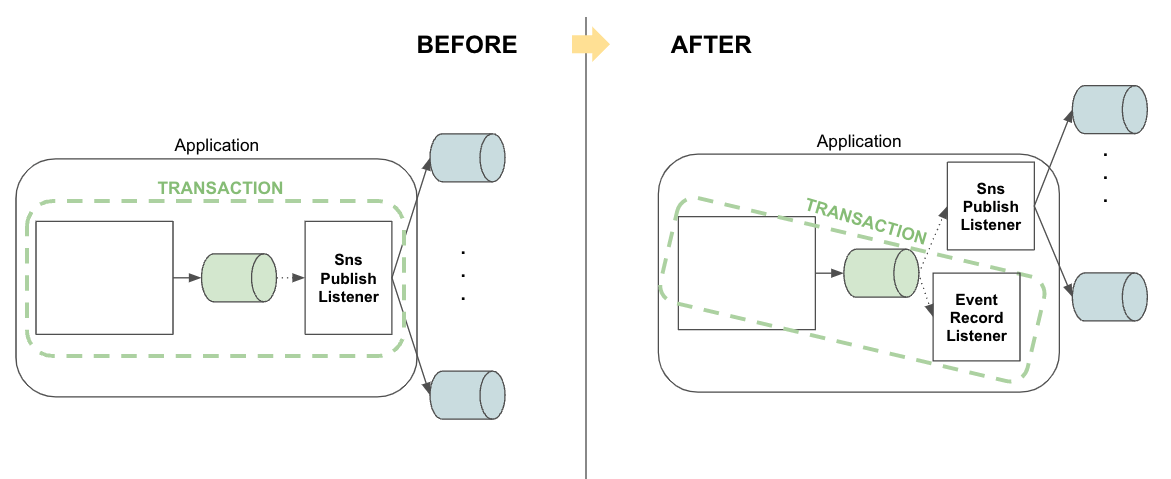 BEFORE
AFTER
Application
TRANSACTION
Sns
Publish
Listener
Application
TRANSACTION
Sns
Publish
Listener
Event
Record
Listener